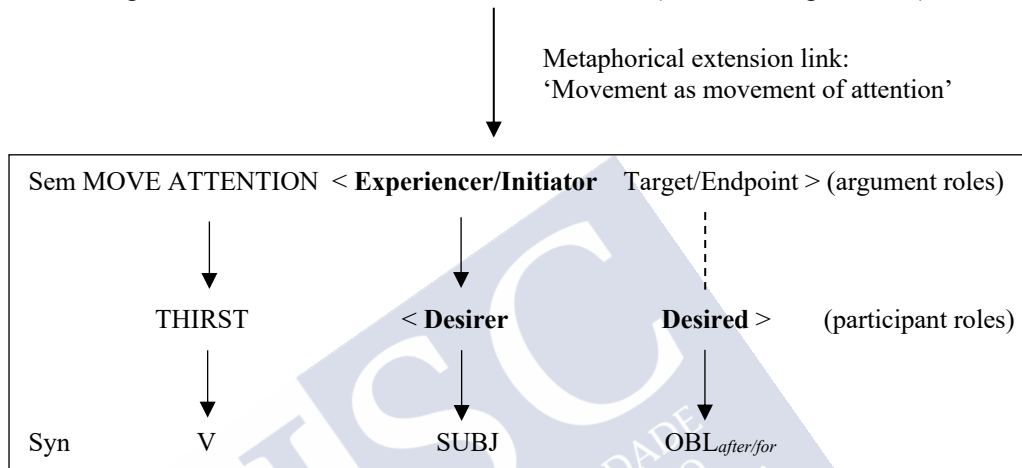 Metaphorical extension link:
‘Movement as movement of attention’
Sem MOVE ATTENTION < Experiencer/Initiator Target/Endpoint > (argument roles)
THIRST < Desirer Desired > (participant roles)
Syn V SUBJ OBLafter/for